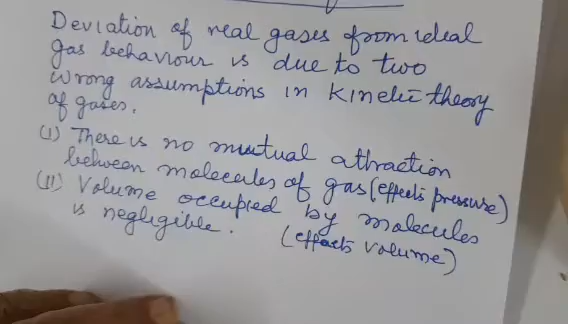 Deviation of real gases from ideal
gas behaviour is due to two
wrong assumptions in Kinetic theory
of gases.
(I) There is no mutual attraction
between molecules of gas (effects pressure)
(II) Volume occupied by molecules
is negligible. (effects volume)